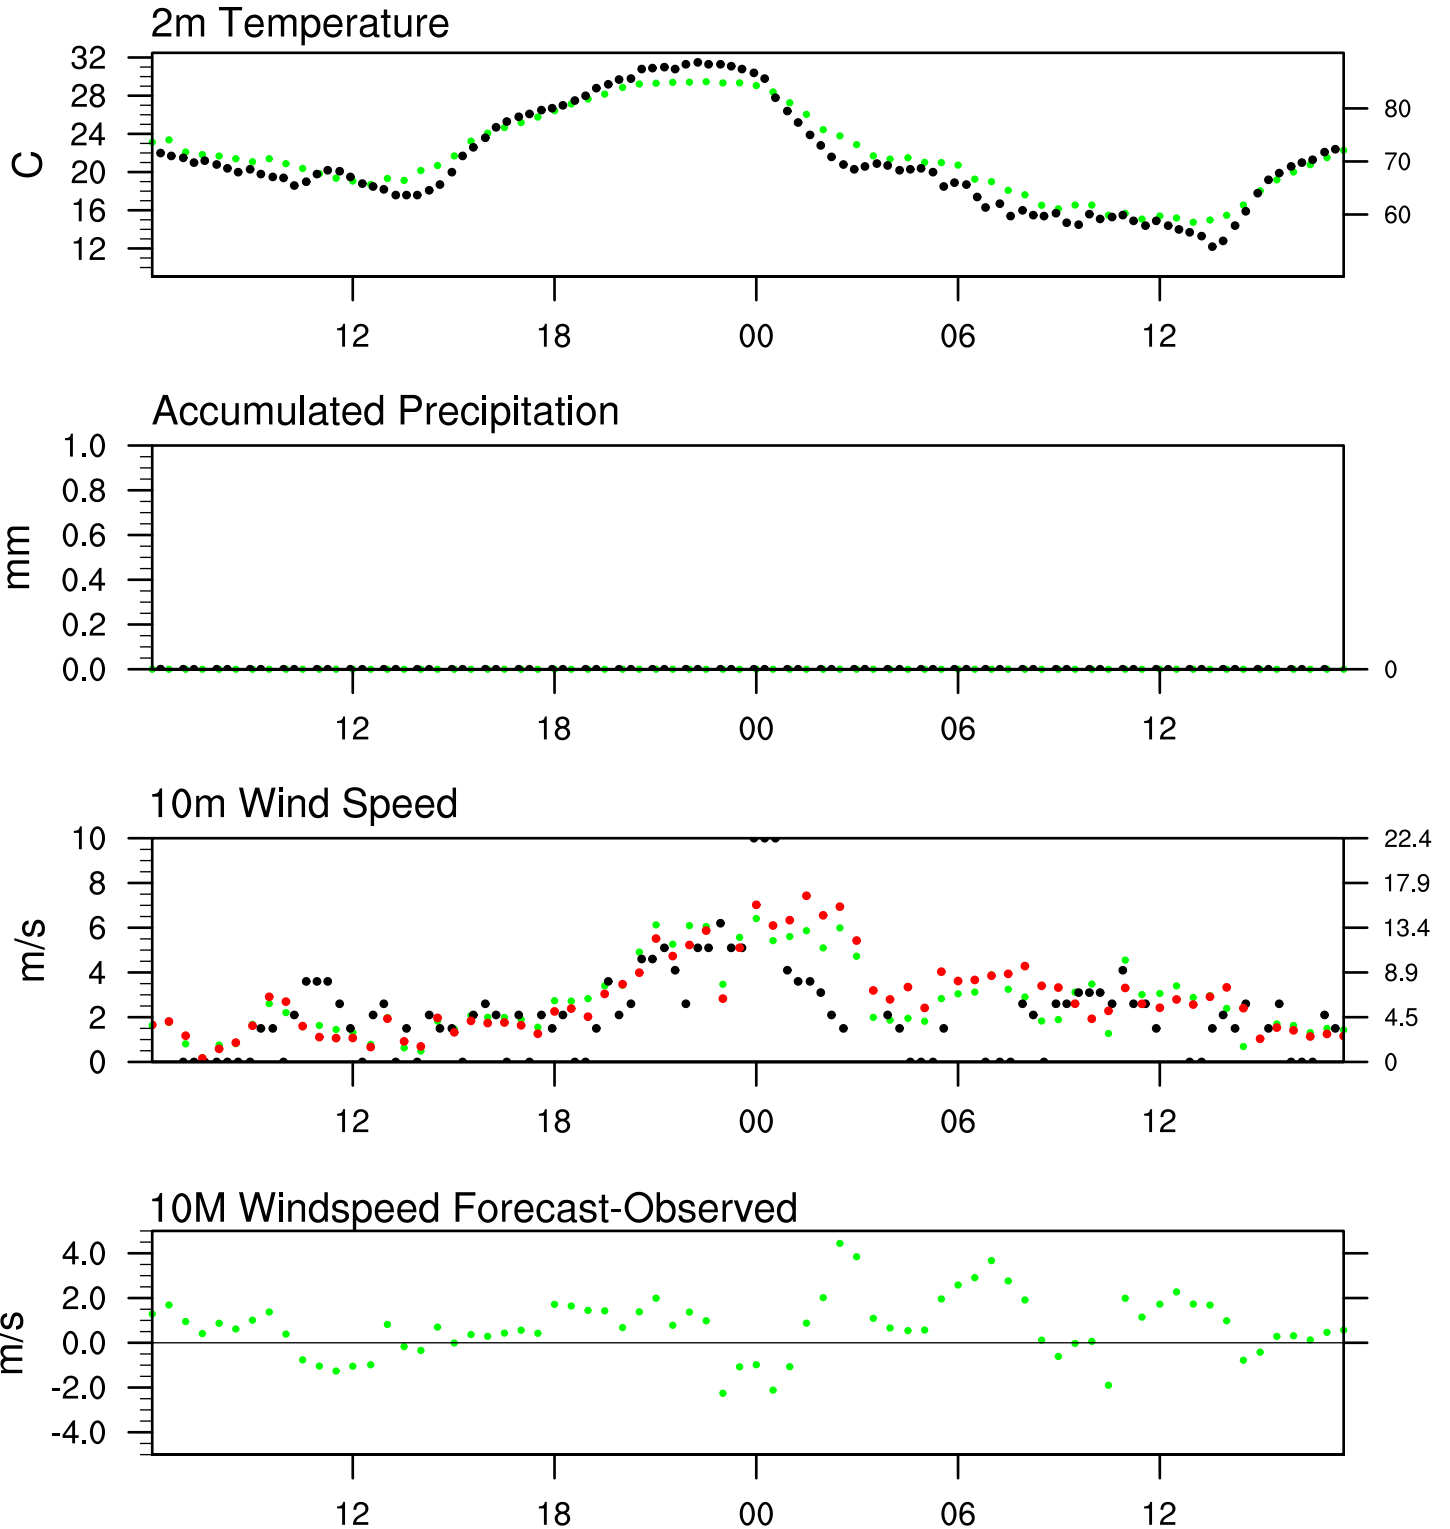 2m Temperature
32
28
24
20
16
12
C
80
70
60
12 18 00 06 12
Accumulated Precipitation
1.0
0.8
0.6
0.4
0.2
0.0
mm
0
12 18 00 06 12
10m Wind Speed
10
8
6
4
2
0
m/s
22.4
17.9
13.4
8.9
4.5
0
12 18 00 06 12
10M Windspeed Forecast-Observed
4.0
2.0
0.0
-2.0
-4.0
m/s
12 18 00 06 12